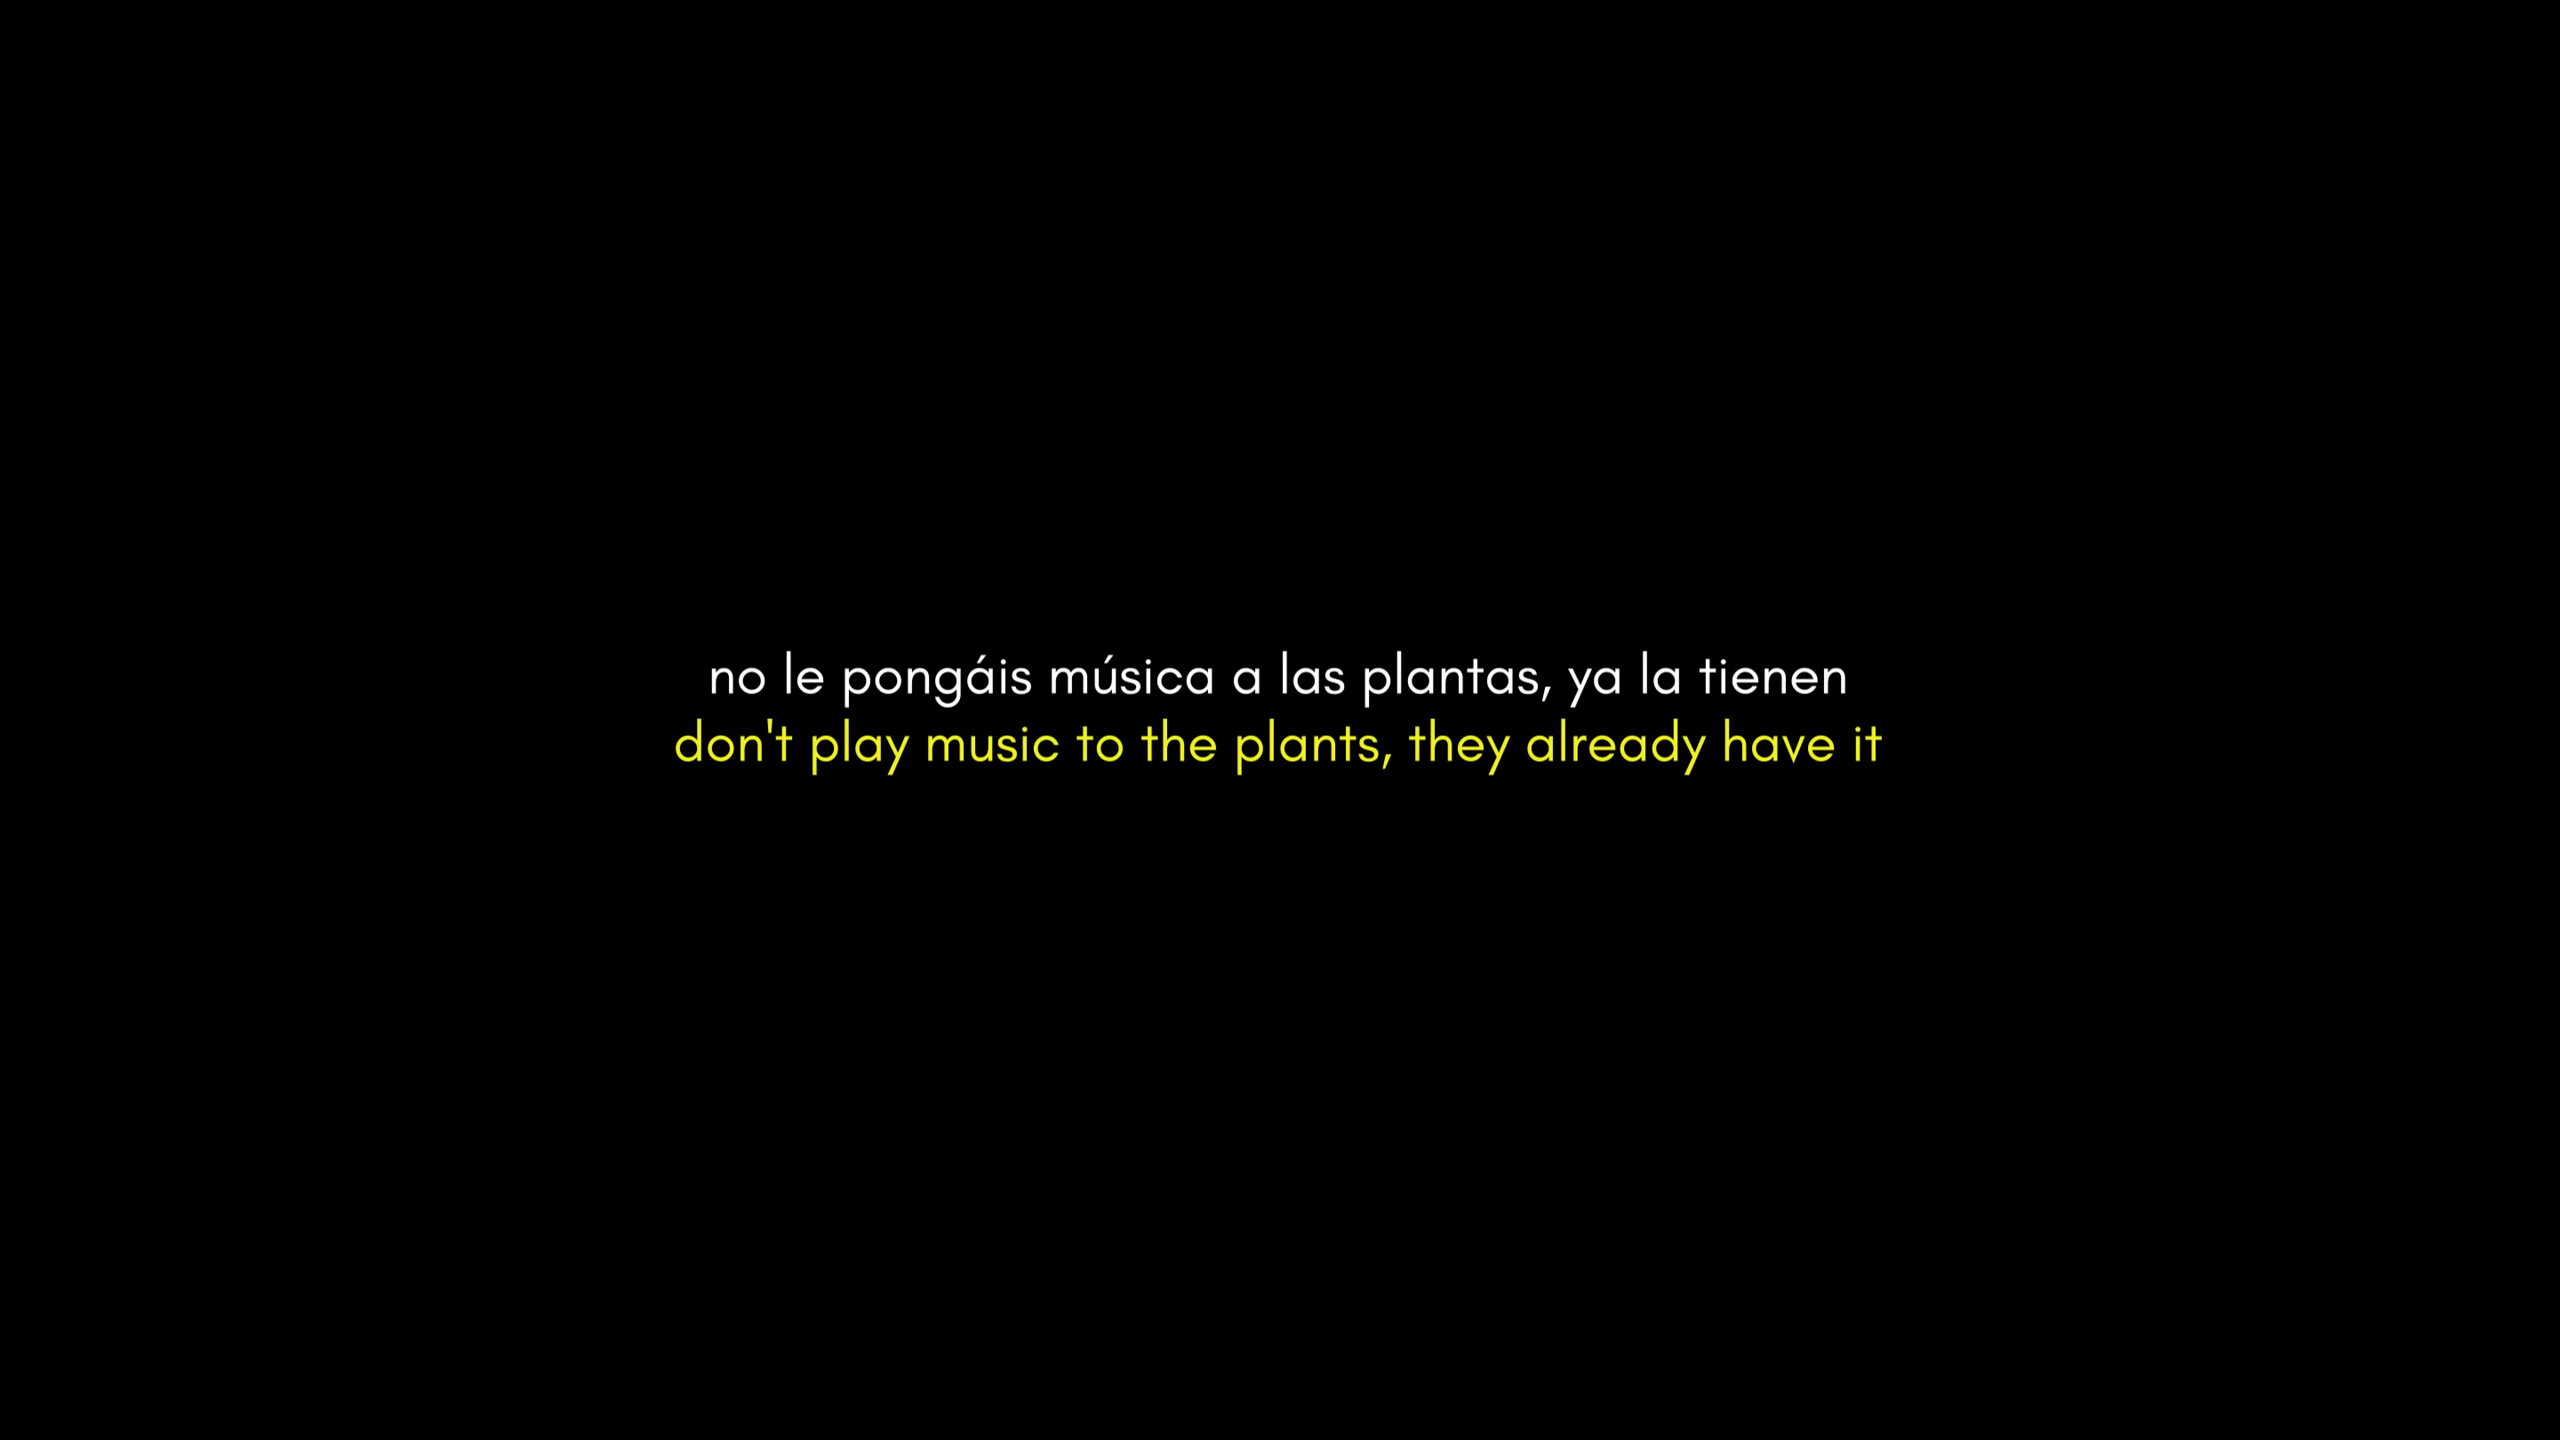 no le pongáis música a las plantas, ya la tienen
don't play music to the plants, they already have it